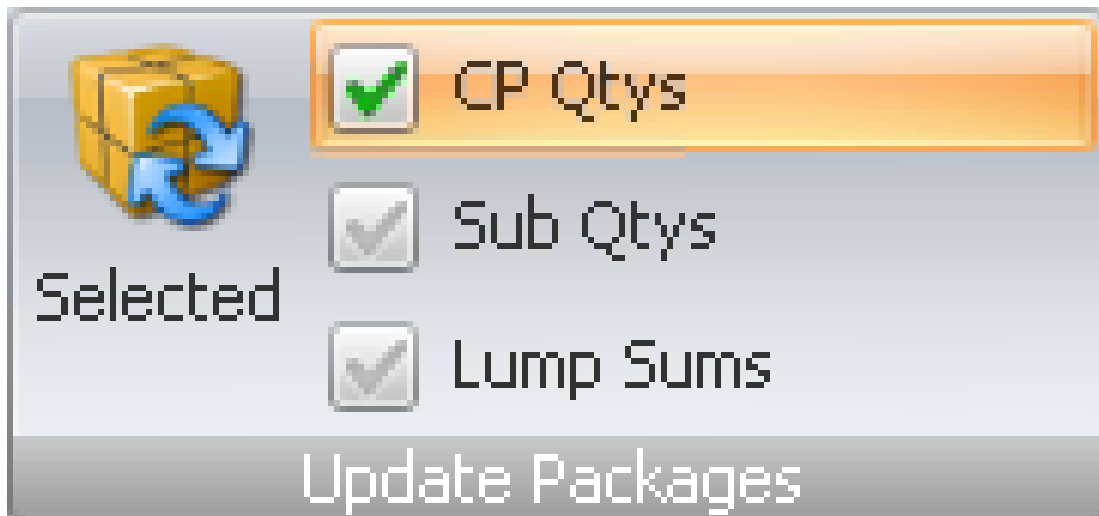 CP Qtys
Sub Qtys
Selected
Lump Sums
Update Packages